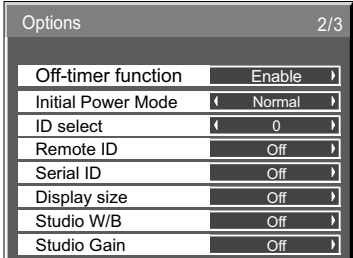 Options 2/3
Off-timer function Enable
Initial Power Mode Normal
ID select 0
Remote ID Off
Serial ID Off
Display size Off
Studio W/B Off
Studio Gain Off